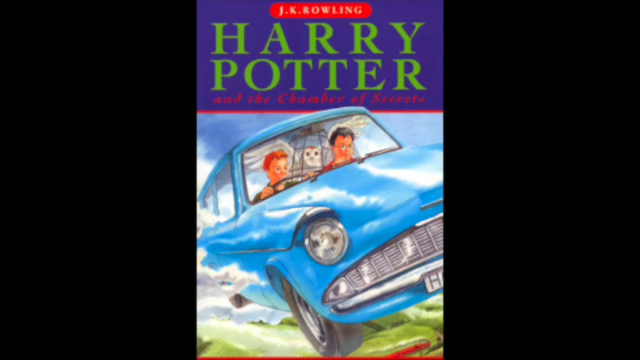 J.K.ROWLING
HARRY
POTTER
and the Chamber of Secrets